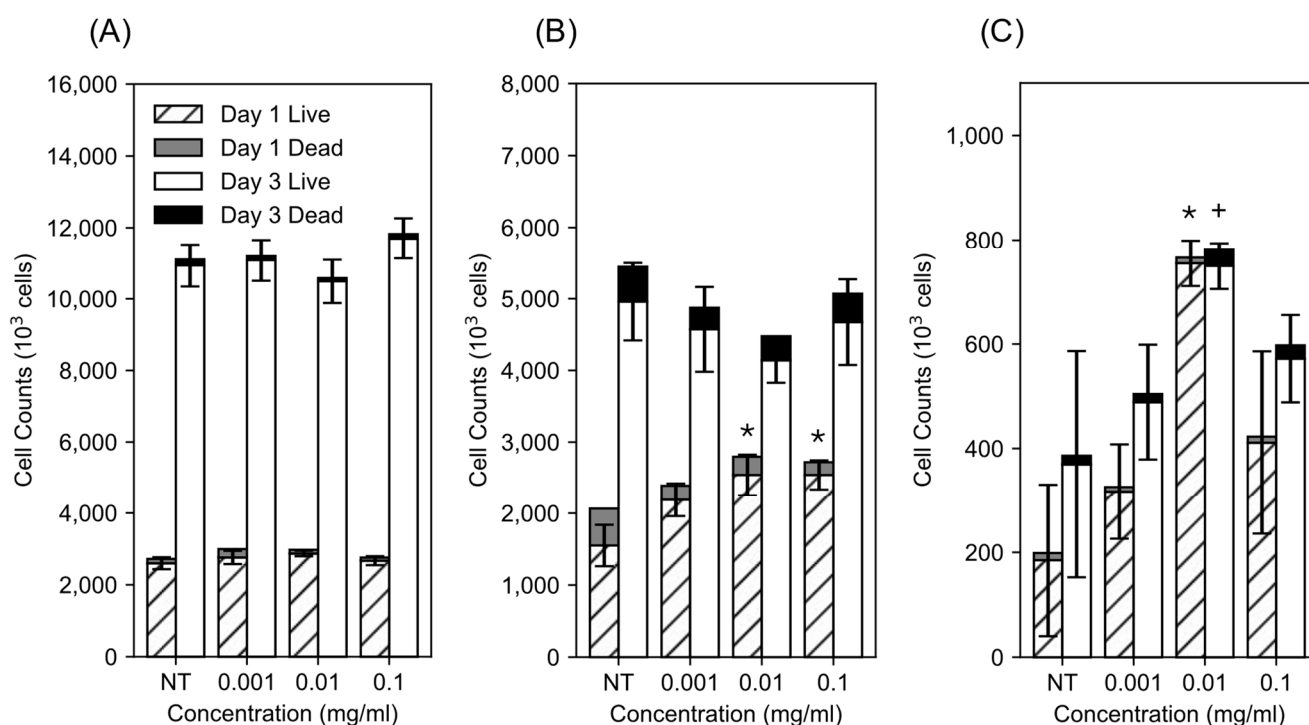 (A)
16,000
14,000
12,000
10,000
8,000
6,000
4,000
2,000
0
Cell Counts (10³ cells)
Day 1 Live
Day 1 Dead
Day 3 Live
Day 3 Dead
NT 0.001 0.01 0.1
Concentration (mg/ml)
(B)
8,000
7,000
6,000
5,000
4,000
3,000
2,000
1,000
0
Cell Counts (10³ cells)
* *
NT 0.001 0.01 0.1
Concentration (mg/ml)
(C)
1,000
800
600
400
200
0
Cell Counts (10³ cells)
* +
NT 0.001 0.01 0.1
Concentration (mg/ml)